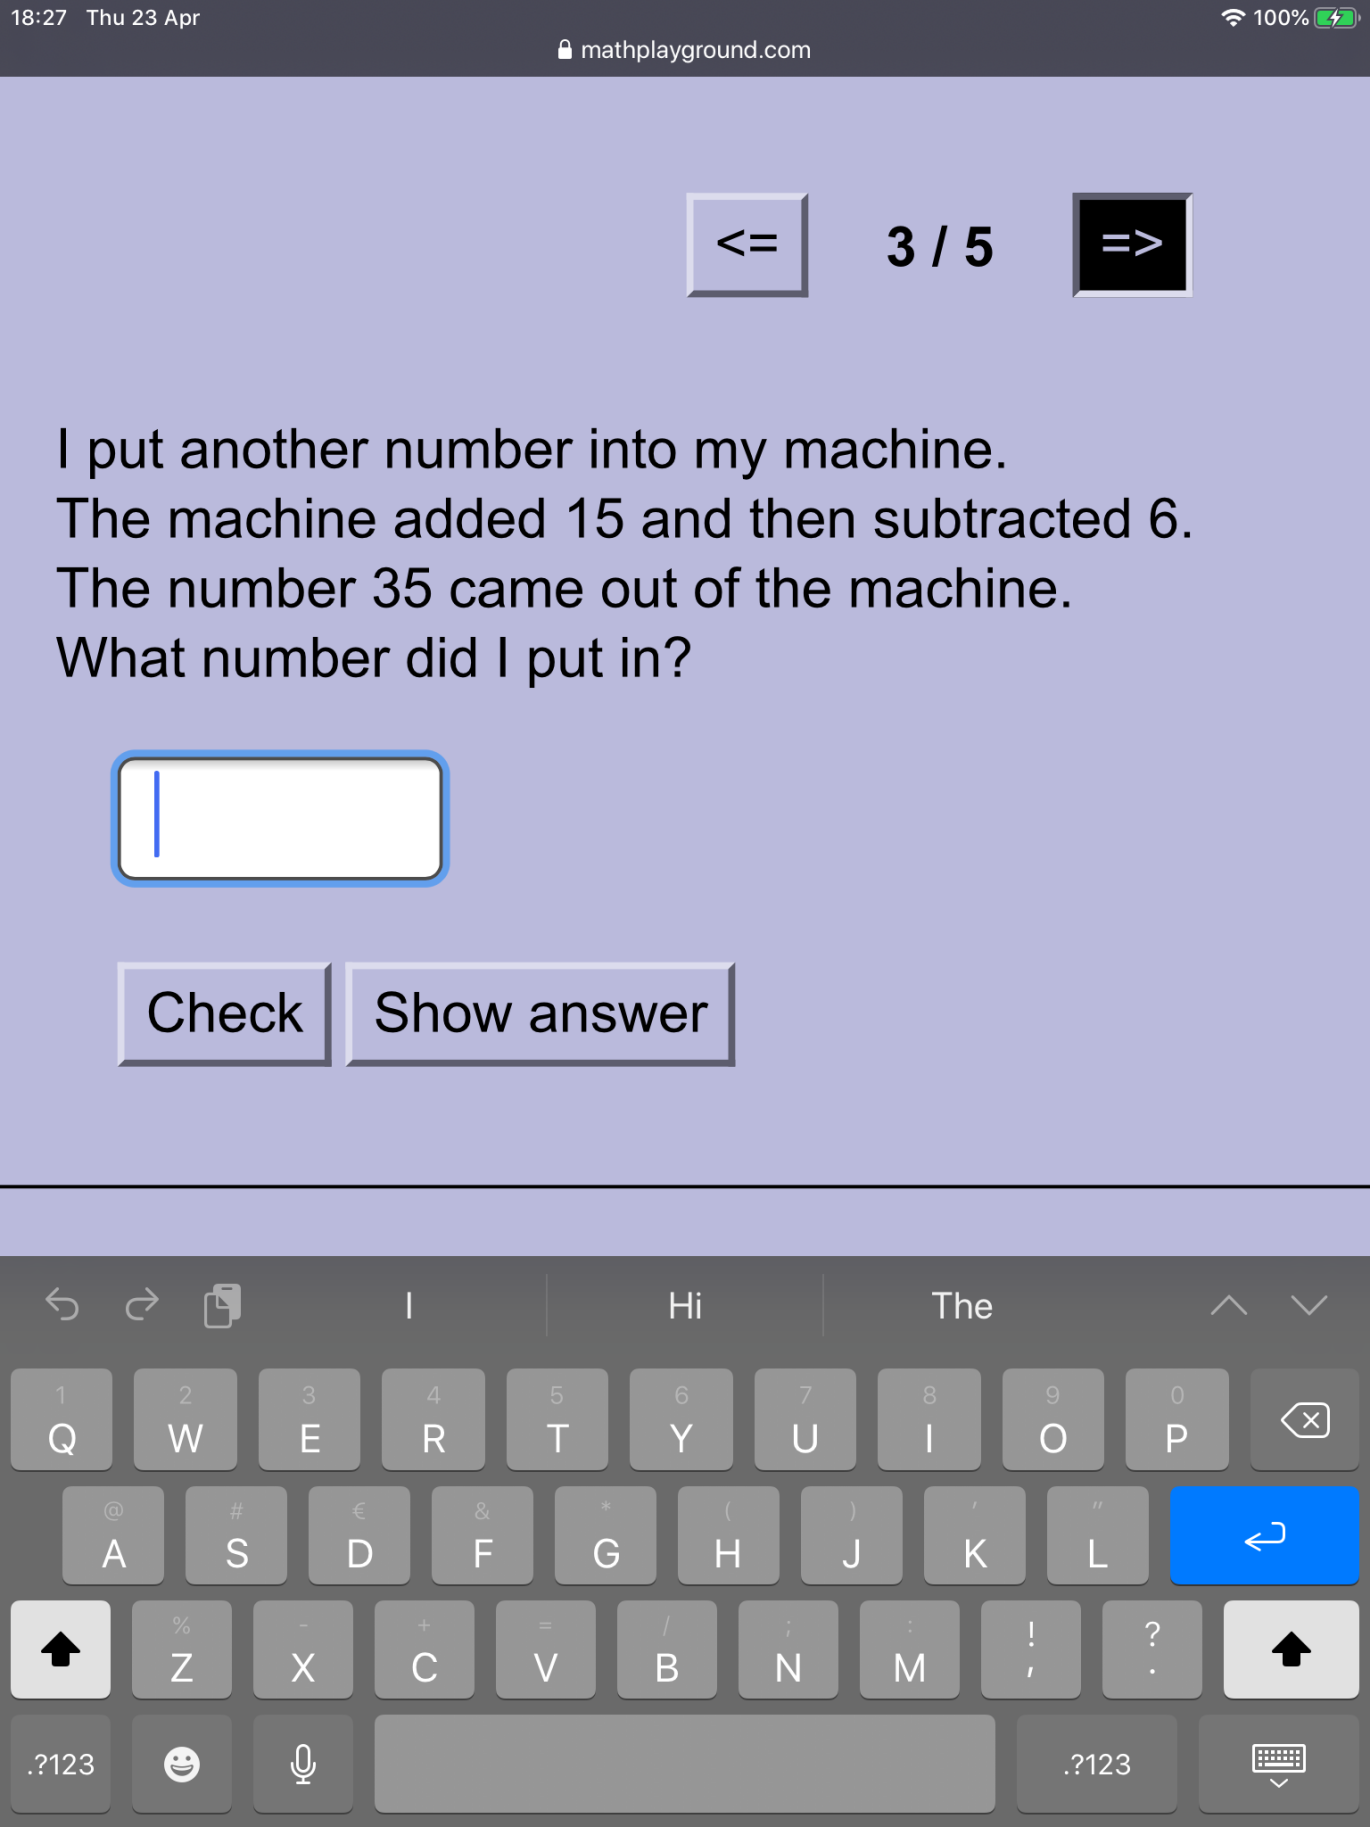 18:27 Thu 23 Apr 100%
mathplayground.com
<= 3 / 5 =>
I put another number into my machine.
The machine added 15 and then subtracted 6.
The number 35 came out of the machine.
What number did I put in?
Check Show answer
I Hi The
1 2 3 4 5 6 7 8 9 0
Q W E R T Y U I O P
@ # € & * ( ) ' "
A S D F G H J K L
% - + = / ; : ! ?
Z X C V B N M , .
.?123 .?123